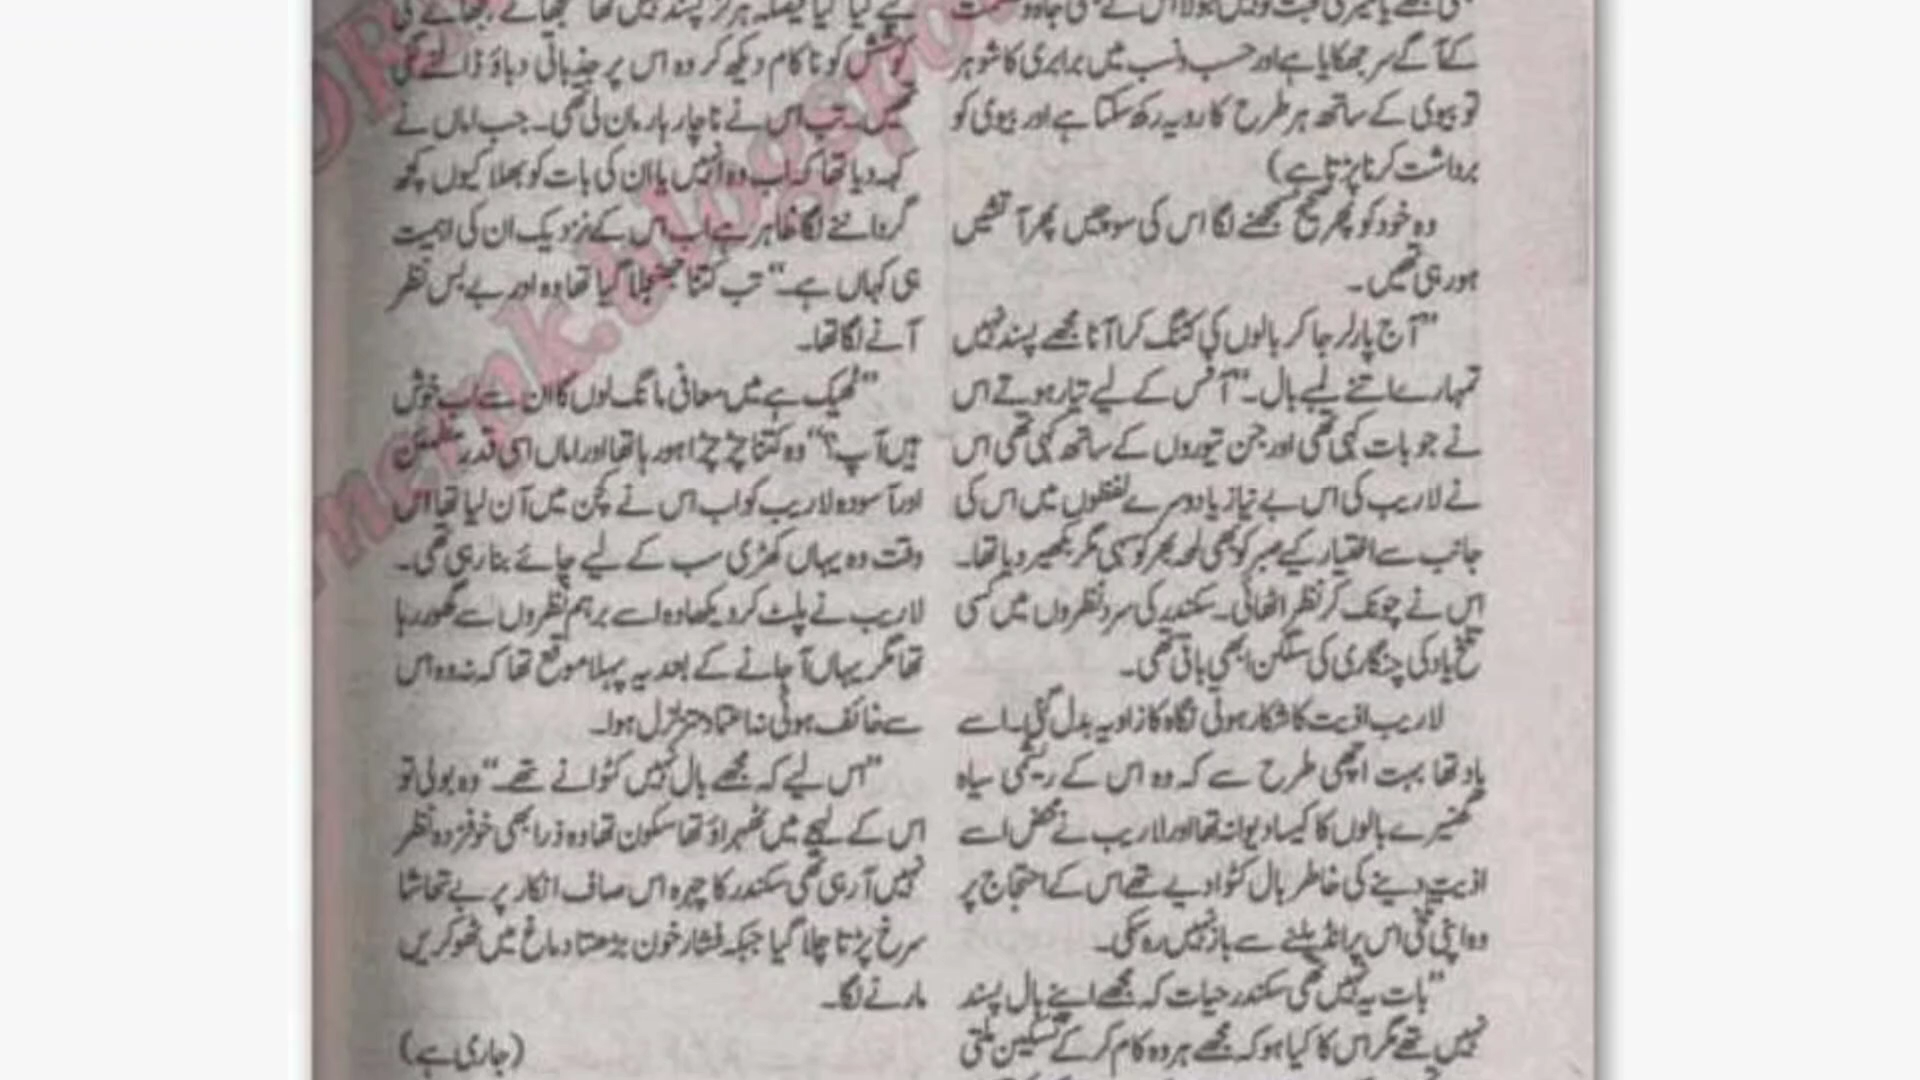 کے آگے سر جھکایا ہے اور حسب ونسب میں برابری کا شوہر
تو بیوی کے ساتھ ہر طرح کا رویہ رکھ سکتا ہے اور بیوی کو
برداشت کرنا پڑتا ہے)
وہ خود کو پھر صحیح سمجھنے لگا اس کی سوچیں پھر آتشیں
ہورہی تھیں۔
”آج پارلر جا کر بالوں کی کٹنگ کرا آنا مجھے پسند نہیں
تمہارے اتنے لمبے بال۔“ آفس کے لیے تیار ہوتے اس
نے جو بات کہی تھی اور جن تیوروں کے ساتھ کہی تھی اس
نے لاریب کی اس بے نیاز یا دوسرے لفظوں میں اس کی
جانب سے اختیار کیے صبر کو بھی لمحہ بھر کو سہی مگر بکھیر دیا تھا۔
اس نے چونک کر نظر اٹھائی۔ سکندر کی سرد نظروں میں کسی
تلخ یاد کی چنگاری کی سلگن ابھی باقی تھی۔
لاریب اذیت کا شکار ہوتی نگاہ کا زاویہ بدل گئی۔ اسے
یاد تھا بہت اچھی طرح سے کہ وہ اس کے ریشمی سیاہ
گھنیرے بالوں کا کیسا دیوانہ تھا اور لاریب نے محض اسے
اذیت دینے کی خاطر بال کٹوا دیے تھے اس کے احتجاج پر
وہ اپنی تلخی اس پر انڈیلنے سے باز نہیں رہ سکی۔
”بات یہ نہیں تھی سکندر حیات کہ مجھے اپنے بال پسند
نہیں تھے مگر اس کا کیا ہو کہ مجھے ہر وہ کام کر کے تسکین ملتی
کوشش کو ناکام دیکھ کر وہ اس پر جذباتی دباؤ ڈالنے لگی
تھیں۔ تب اس نے ناچار ہار مان لی تھی۔ جب اماں نے
کہہ دیا تھا کہ اب وہ انہیں یا ان کی بات کو بھلا کیوں کچھ
گرداننے لگا ظاہر ہے اب اس کے نزدیک ان کی اہمیت
ہی کہاں ہے۔“ تب کتنا جھنجلا گیا تھا وہ اور بے بس نظر
آنے لگا تھا۔
”ٹھیک ہے میں معافی مانگ لوں گا ان سے اب خوش
ہیں آپ؟“ وہ کتنا چڑچڑا ہورہا تھا اور اماں اسی قدر مطمئن
اور آسودہ لاریب کو اب اس نے کچن میں آن لیا تھا اس
وقت وہ یہاں کھڑی سب کے لیے چائے بنا رہی تھی۔
لاریب نے پلٹ کر دیکھا وہ اسے برہم نظروں سے گھور رہا
تھا مگر یہاں آجانے کے بعد یہ پہلا موقع تھا کہ نہ وہ اس
سے خائف ہوئی نہ اعتماد متزلزل ہوا۔
”اس لیے کہ مجھے بال نہیں کٹوانے تھے۔“ وہ بولی تو
اس کے لہجے میں ٹھہراؤ تھا سکون تھا وہ ذرا بھی خوفزدہ نظر
نہیں آرہی تھی سکندر کا چہرہ اس صاف انکار پر بے تحاشا
سرخ پڑتا چلا گیا جبکہ فشار خون بڑھتا دماغ میں ٹھوکریں
مارنے لگا۔
(جاری ہے)